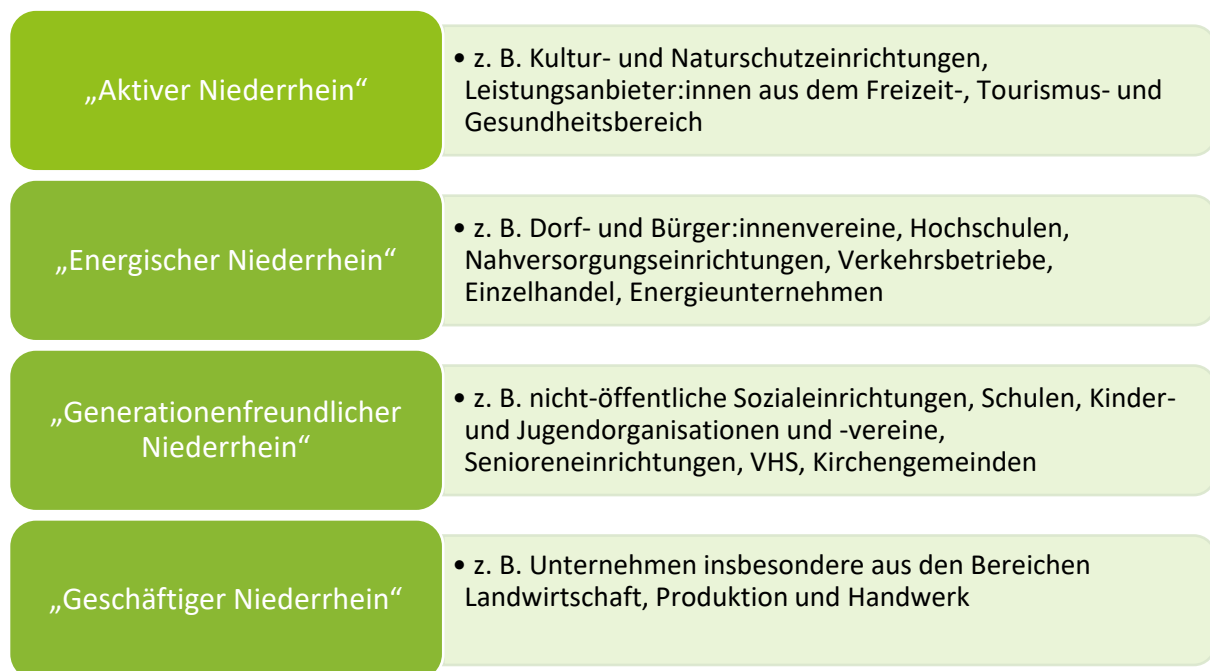 „Aktiver Niederrhein“
• z. B. Kultur- und Naturschutzeinrichtungen,
Leistungsanbieter:innen aus dem Freizeit-, Tourismus- und
Gesundheitsbereich
„Energischer Niederrhein“
• z. B. Dorf- und Bürger:innenvereine, Hochschulen,
Nahversorgungseinrichtungen, Verkehrsbetriebe,
Einzelhandel, Energieunternehmen
„Generationenfreundlicher
Niederrhein“
• z. B. nicht-öffentliche Sozialeinrichtungen, Schulen, Kinder-
und Jugendorganisationen und -vereine,
Senioreneinrichtungen, VHS, Kirchengemeinden
„Geschäftiger Niederrhein“
• z. B. Unternehmen insbesondere aus den Bereichen
Landwirtschaft, Produktion und Handwerk